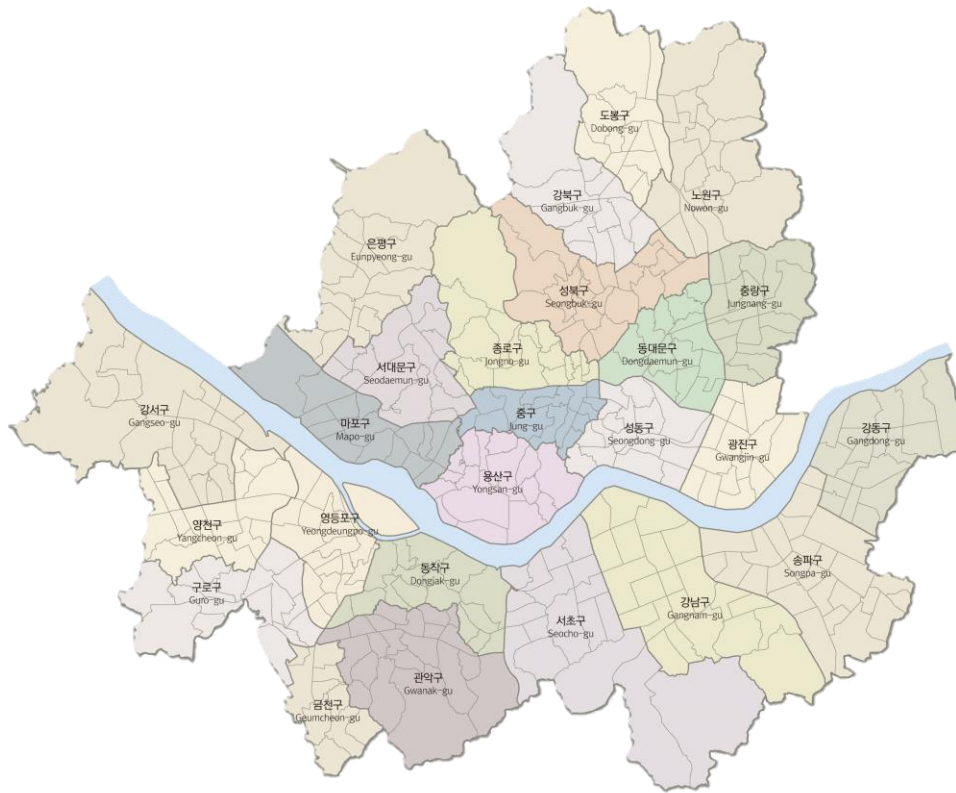 도봉구
Dobong-gu
강북구
Gangbuk-gu
노원구
Nowon-gu
은평구
Eunpyeong-gu
성북구
Seongbuk-gu
중랑구
Jungnang-gu
종로구
Jongno-gu
동대문구
Dongdaemun-gu
서대문구
Seodaemun-gu
강서구
Gangseo-gu
마포구
Mapo-gu
중구
Jung-gu
성동구
Seongdong-gu
광진구
Gwangjin-gu
강동구
Gangdong-gu
용산구
Yongsan-gu
양천구
Yangcheon-gu
영등포구
Yeongdeungpo-gu
동작구
Dongjak-gu
송파구
Songpa-gu
구로구
Guro-gu
서초구
Seocho-gu
강남구
Gangnam-gu
관악구
Gwanak-gu
금천구
Geumcheon-gu